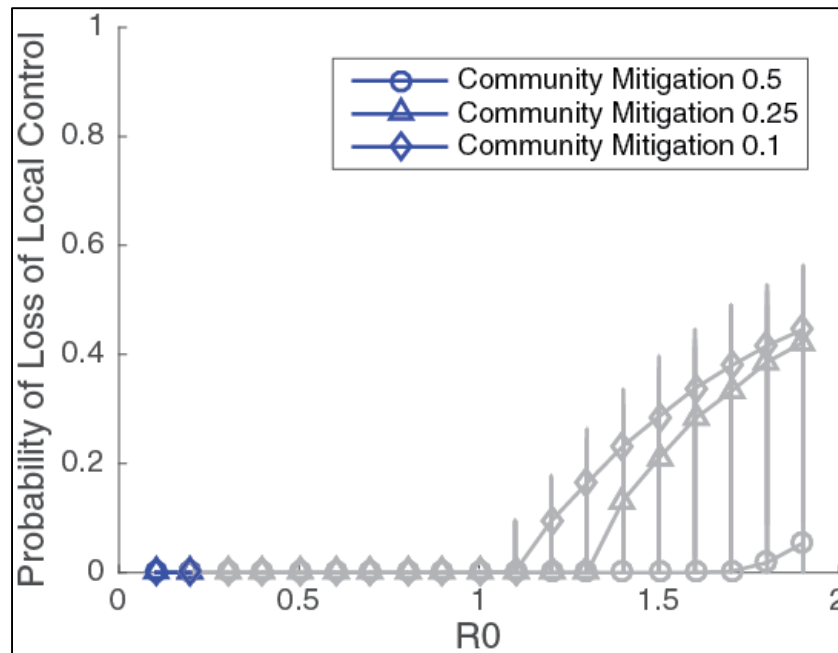 Probability of Loss of Local Control
1
0.8
0.6
0.4
0.2
0
Community Mitigation 0.5
Community Mitigation 0.25
Community Mitigation 0.1
0
0.5
1
1.5
2
R0